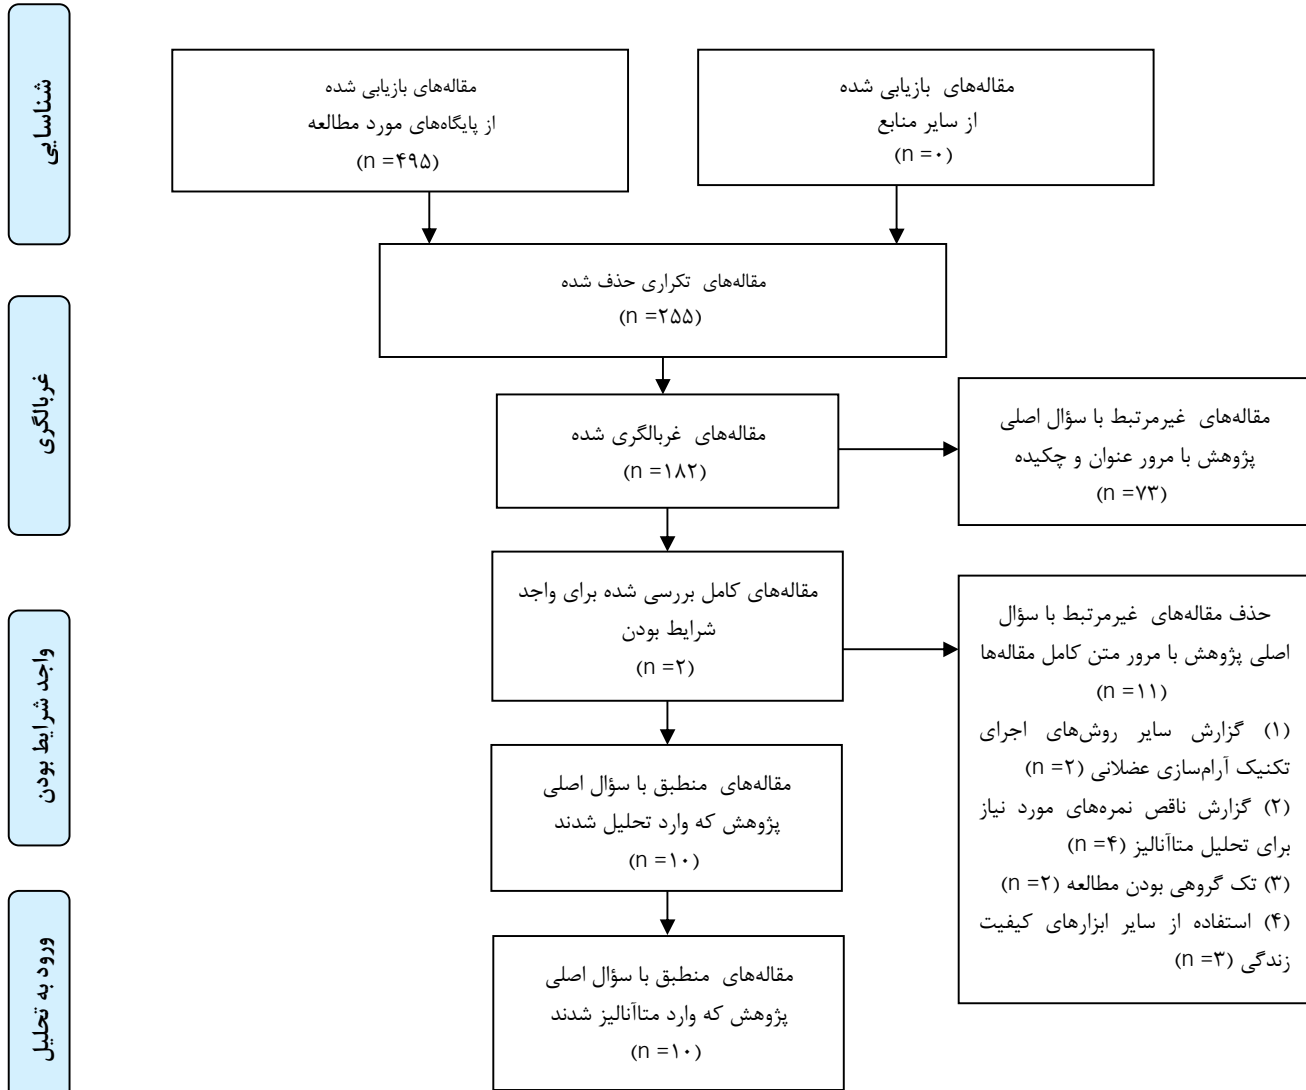 شناسایی
مقاله‌های بازیابی شده
از سایر منابع
(n =۰)
مقاله‌های بازیابی شده
از پایگاه‌های مورد مطالعه
(n =۴۹۵)
مقاله‌های تکراری حذف شده
(n =۲۵۵)
غربالگری
مقاله‌های غربالگری شده
(n =۱۸۲)
مقاله‌های غیرمرتبط با سؤال اصلی
پژوهش با مرور عنوان و چکیده
(n =۷۳)
واجد شرایط بودن
مقاله‌های کامل بررسی شده برای واجد
شرایط بودن
(n =۲)
حذف مقاله‌های غیرمرتبط با سؤال
اصلی پژوهش با مرور متن کامل مقاله‌ها
(n =۱۱)
(۱) گزارش سایر روش‌های اجرای
تکنیک آرام‌سازی عضلانی (n =۲)
(۲) گزارش ناقص نمره‌های مورد نیاز
برای تحلیل متاآنالیز (n =۴)
(۳) تک گروهی بودن مطالعه (n =۲)
(۴) استفاده از سایر ابزارهای کیفیت
زندگی (n =۳)
مقاله‌های منطبق با سؤال اصلی
پژوهش که وارد تحلیل شدند
(n =۱۰)
ورود به تحلیل
مقاله‌های منطبق با سؤال اصلی
پژوهش که وارد متاآنالیز شدند
(n =۱۰)